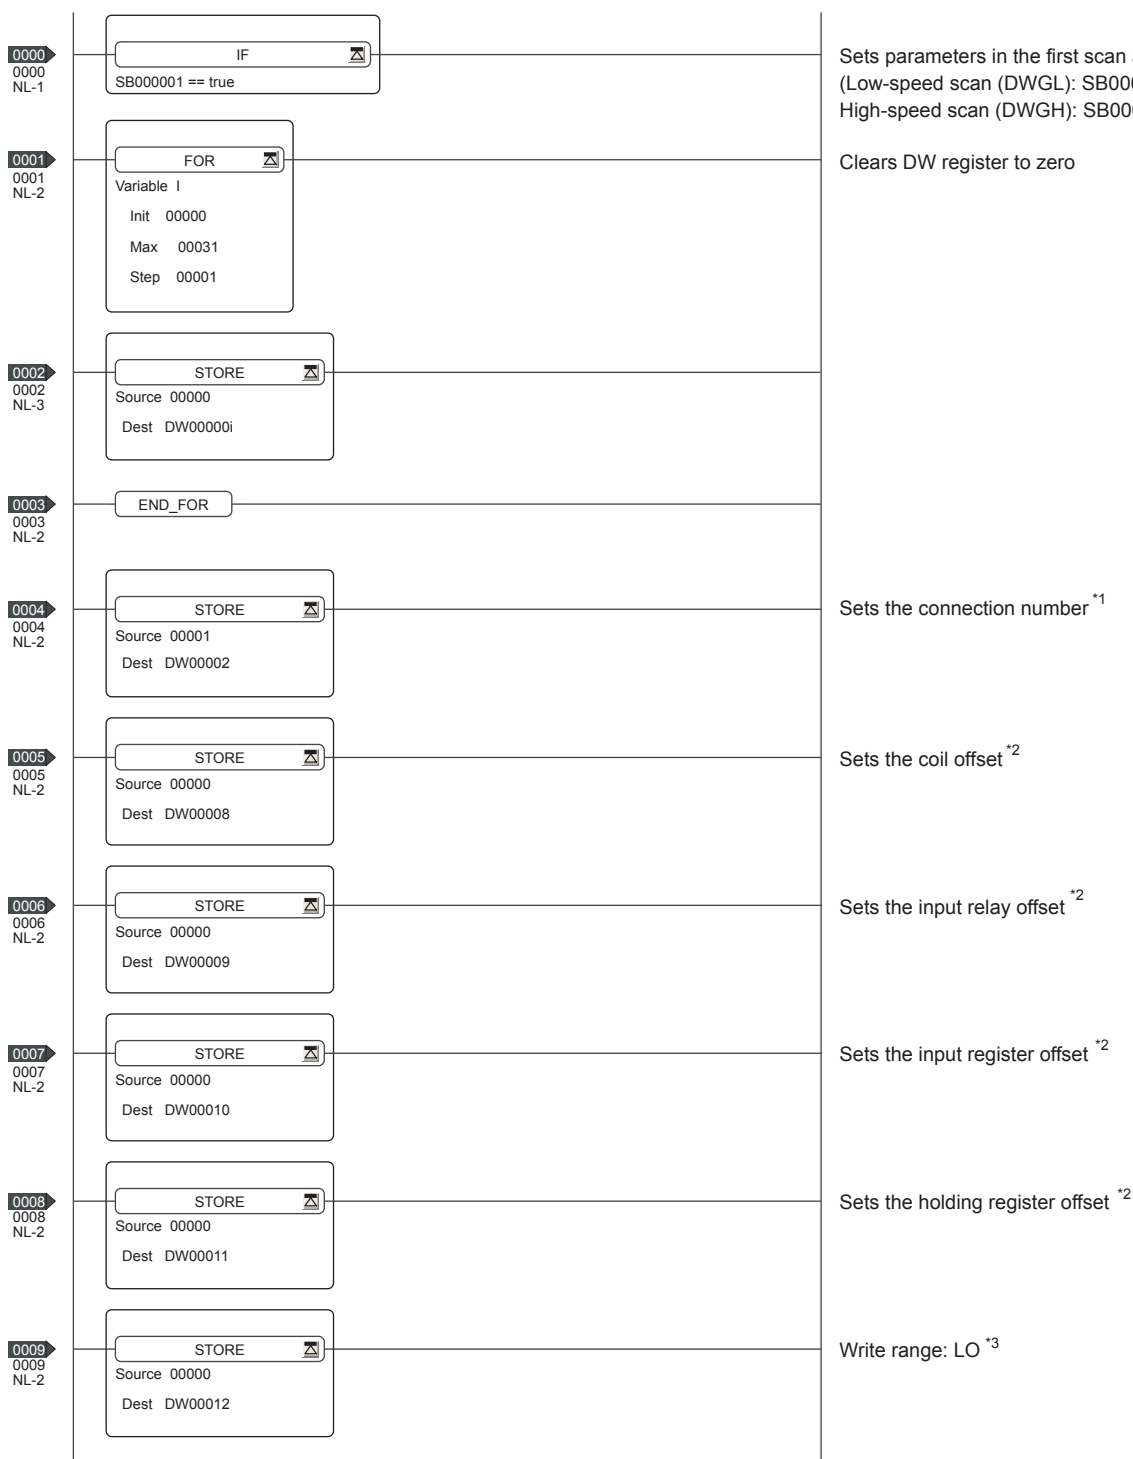 0000
0000
NL-1
IF
SB000001 == true
Sets parameters in the first scan
(Low-speed scan (DWGL):
High-speed scan (DWGH):
0001
0001
NL-2
FOR
Variable I
Init 00000
Max 00031
Step 00001
Clears DW register to zero
0002
0002
NL-3
STORE
Source 00000
Dest DW00000i
0003
0003
NL-2
END_FOR
0004
0004
NL-2
STORE
Source 00001
Dest DW00002
Sets the connection number *1
0005
0005
NL-2
STORE
Source 00000
Dest DW00008
Sets the coil offset *2
0006
0006
NL-2
STORE
Source 00000
Dest DW00009
Sets the input relay offset *2
0007
0007
NL-2
STORE
Source 00000
Dest DW00010
Sets the input register offset *2
0008
0008
NL-2
STORE
Source 00000
Dest DW00011
Sets the holding register offset *2
0009
0009
NL-2
STORE
Source 00000
Dest DW00012
Write range: LO *3